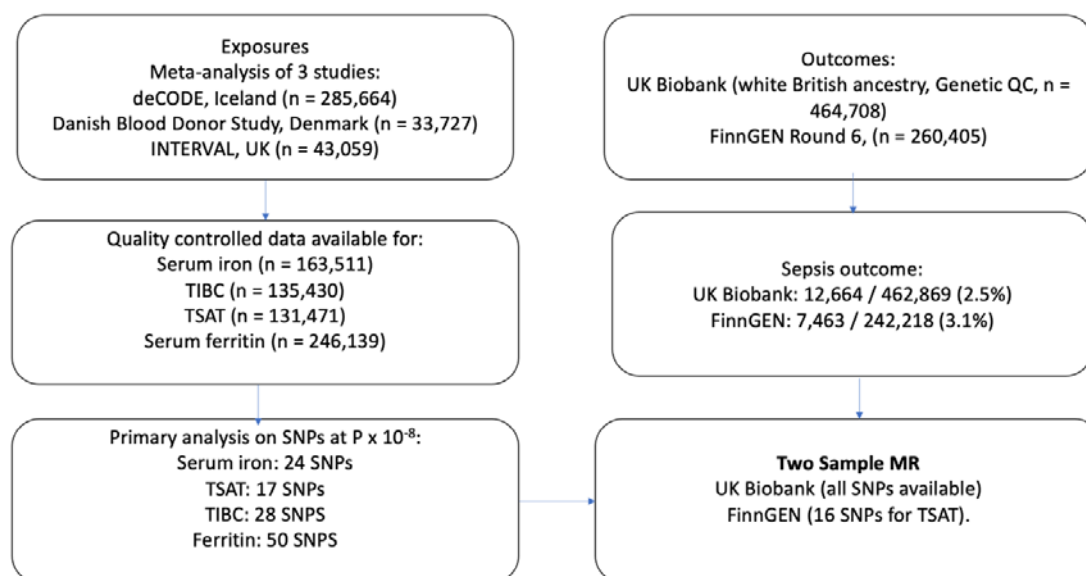 Exposures
Meta-analysis of 3 studies:
deCODE, Iceland (n = 285,664)
Danish Blood Donor Study, Denmark (n = 33,727)
INTERVAL, UK (n = 43,059)
Outcomes:
UK Biobank (white British ancestry, Genetic QC, n =
464,708)
FinnGEN Round 6, (n = 260,405)
Quality controlled data available for:
Serum iron (n = 163,511)
TIBC (n = 135,430)
TSAT (n = 131,471)
Serum ferritin (n = 246,139)
Sepsis outcome:
UK Biobank: 12,664 / 462,869 (2.5%)
FinnGEN: 7,463 / 242,218 (3.1%)
Primary analysis on SNPs at P x 10⁻⁸:
Serum iron: 24 SNPs
TSAT: 17 SNPs
TIBC: 28 SNPS
Ferritin: 50 SNPS
Two Sample MR
UK Biobank (all SNPs available)
FinnGEN (16 SNPs for TSAT).